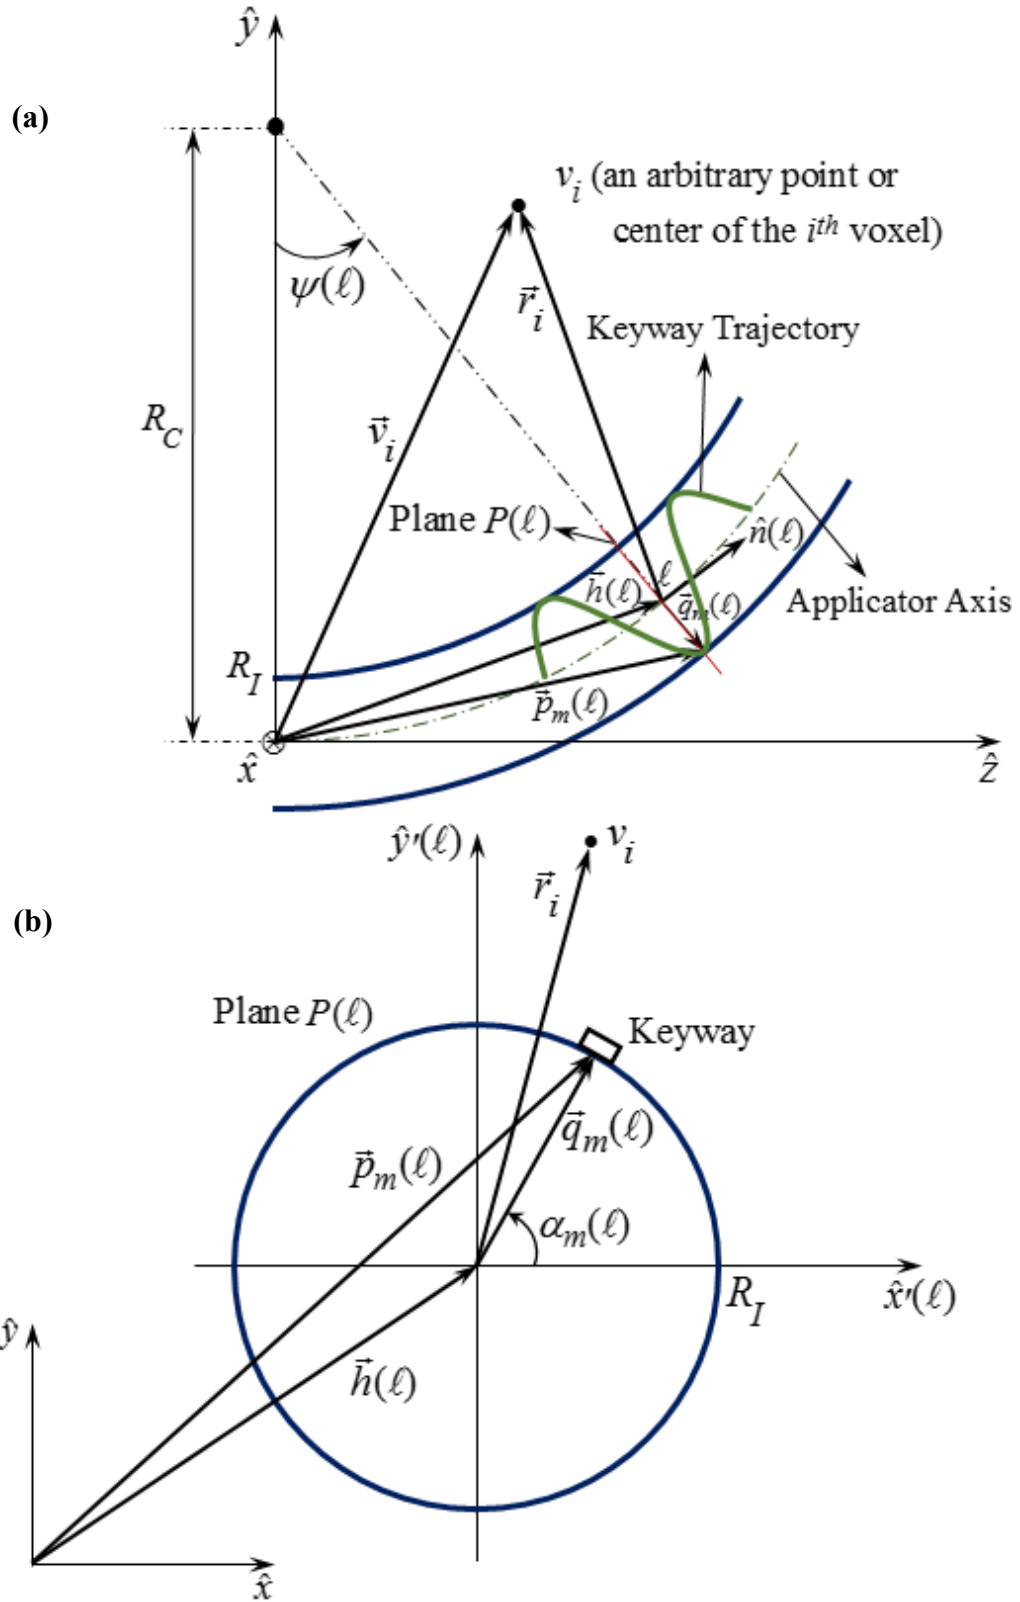 ŷ
(a)
v_i (an arbitrary point or
center of the i^th voxel)
ψ(ℓ)
r⃗_i
Keyway Trajectory
R_C
v⃗_i
Plane P(ℓ)
n̂(ℓ)
h⃗(ℓ)
ℓ
q⃗_m(ℓ)
Applicator Axis
R_I
p⃗_m(ℓ)
x̂
ẑ
ŷ′(ℓ)
v_i
r⃗_i
(b)
Plane P(ℓ)
Keyway
q⃗_m(ℓ)
p⃗_m(ℓ)
α_m(ℓ)
R_I
x̂′(ℓ)
ŷ
h⃗(ℓ)
x̂